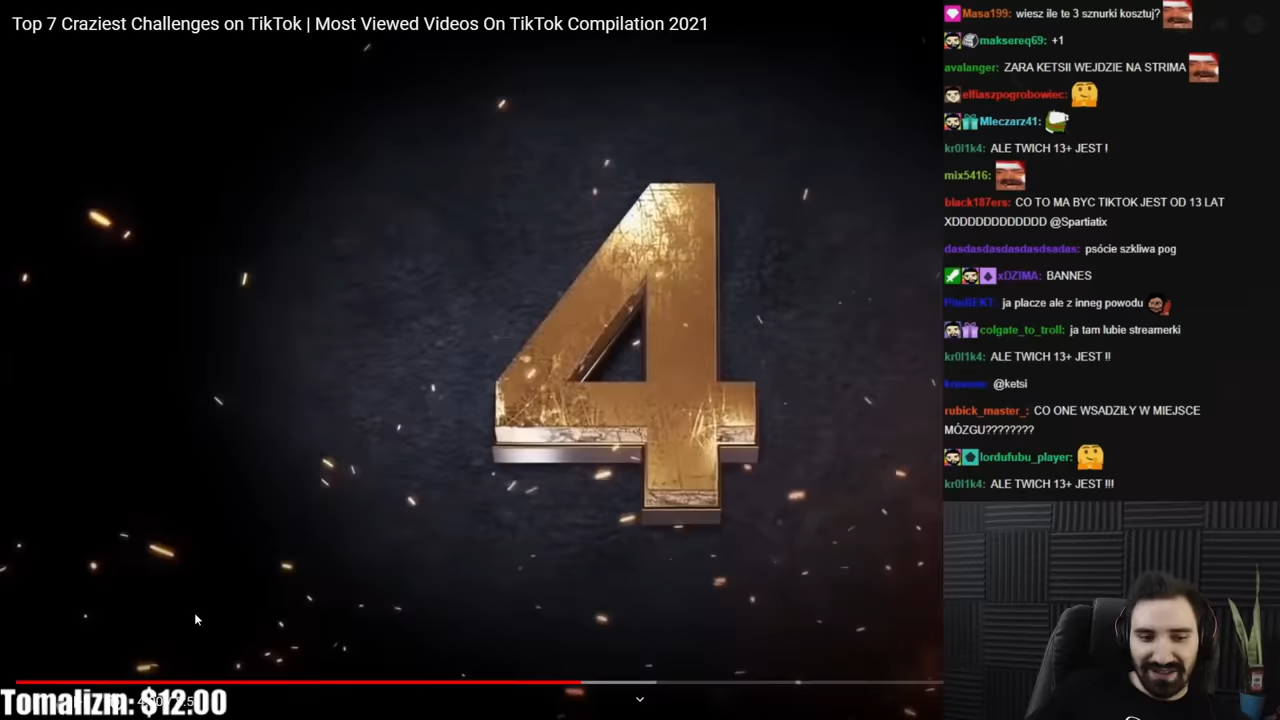 Top 7 Craziest Challenges on TikTok | Most Viewed Videos On TikTok Compilation 2021
4
Masa199: wiesz ile te 3 sznurki kosztuj?
maksereq69: +1
avalanger: ZARA KETSII WEJDZIE NA STRIMA
elfiaszpogrobowiec:
Mleczarz41:
kr0l1k4: ALE TWICH 13+ JEST !
mix5416:
black187ers: CO TO MA BYC TIKTOK JEST OD 13 LAT
XDDDDDDDDDDDD @Spartiatix
dasdasdasdasdasdsadas: psócie szkliwa pog
xDZIMA: BANNES
ja placze ale z inneg powodu
colgate_to_troll: ja tam lubie streamerki
kr0l1k4: ALE TWICH 13+ JEST !!
@ketsi
rubick_master_: CO ONE WSADZIŁY W MIEJSCE
MÓZGU????????
lordufubu_player:
kr0l1k4: ALE TWICH 13+ JEST !!!
Tomalizm: $12.00